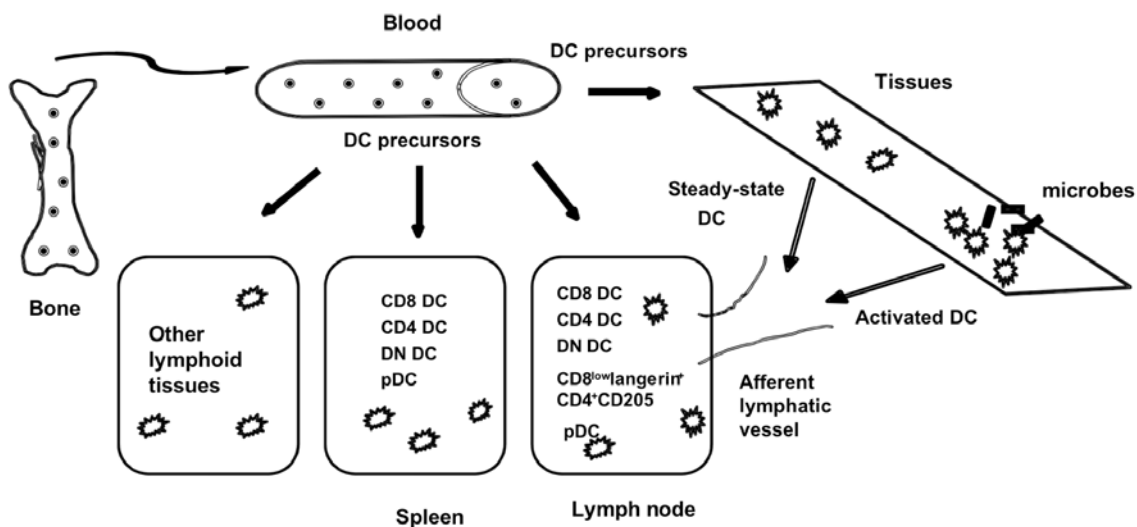 Blood
DC precursors
Tissues
DC precursors
Steady-state
DC
microbes
Bone
Activated DC
Other
lymphoid
tissues
CD8 DC
CD4 DC
DN DC
pDC
CD8 DC
CD4 DC
DN DC
CD8lowlangerin+
CD4+CD205
pDC
Afferent
lymphatic
vessel
Spleen
Lymph node